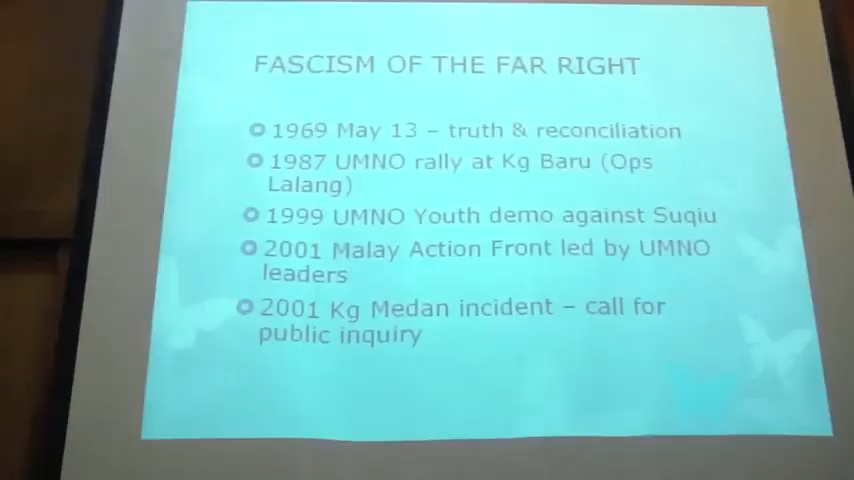 FASCISM OF THE FAR RIGHT
1969 May 13 – truth & reconciliation
1987 UMNO rally at Kg Baru (Ops
Lalang)
1999 UMNO Youth demo against Suqiu
2001 Malay Action Front led by UMNO
leaders
2001 Kg Medan incident – call for
public inquiry